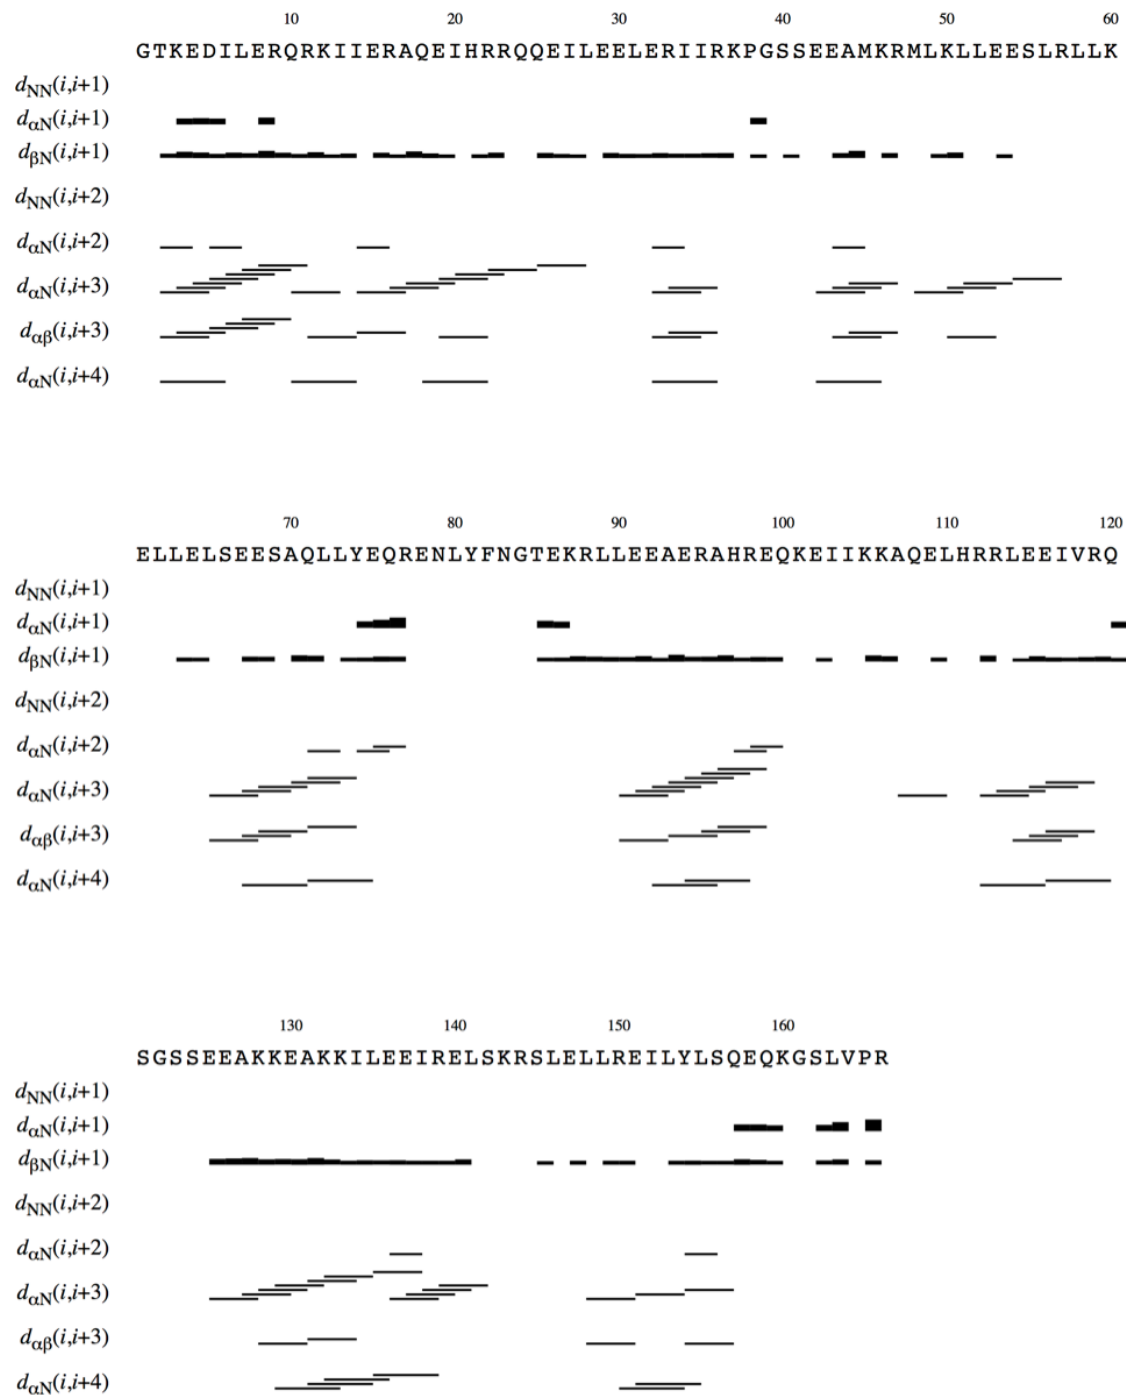 10 20 30 40 50 60
GTKEDILERQRKIIERAQEIHRRQQEILEELERIIRKPGSSEEAMKRMLKLLEESLRLLK
dNN(i,i+1)
dαN(i,i+1)
dβN(i,i+1)
dNN(i,i+2)
dαN(i,i+2)
dαN(i,i+3)
dαβ(i,i+3)
dαN(i,i+4)
70 80 90 100 110 120
ELLELSEESAQLLYEQRENLYFNGTEKRLLEEAERAHREQKEIIKKAQELHRRLEEIVRQ
dNN(i,i+1)
dαN(i,i+1)
dβN(i,i+1)
dNN(i,i+2)
dαN(i,i+2)
dαN(i,i+3)
dαβ(i,i+3)
dαN(i,i+4)
130 140 150 160
SGSSEEAKKEAKKILEEIRELSKRSLELLREILYLSQEQKGSLVPR
dNN(i,i+1)
dαN(i,i+1)
dβN(i,i+1)
dNN(i,i+2)
dαN(i,i+2)
dαN(i,i+3)
dαβ(i,i+3)
dαN(i,i+4)